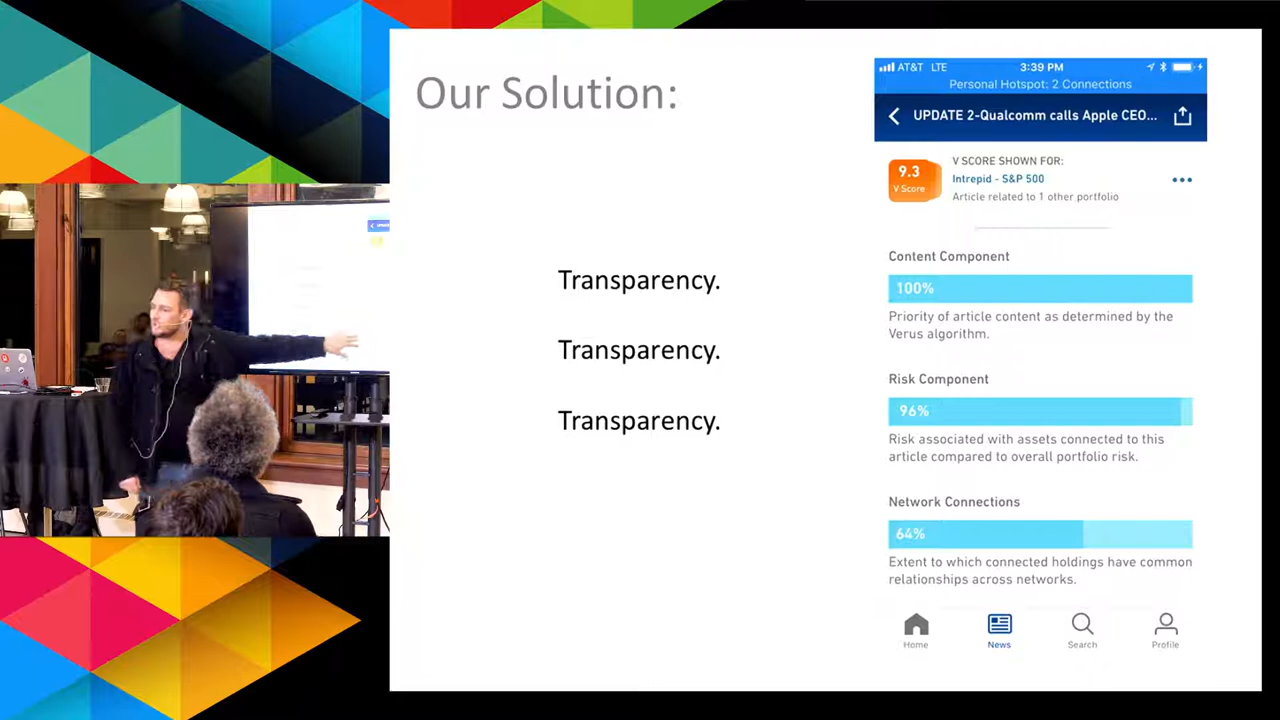 Our Solution:
Transparency.
Transparency.
Transparency.
AT&T LTE 3:39 PM
Personal Hotspot: 2 Connections
UPDATE 2-Qualcomm calls Apple CEO...
9.3
V Score
V SCORE SHOWN FOR:
Intrepid - S&P 500
Article related to 1 other portfolio
Content Component
100%
Priority of article content as determined by the
Verus algorithm.
Risk Component
96%
Risk associated with assets connected to this
article compared to overall portfolio risk.
Network Connections
64%
Extent to which connected holdings have common
relationships across networks.
Home News Search Profile